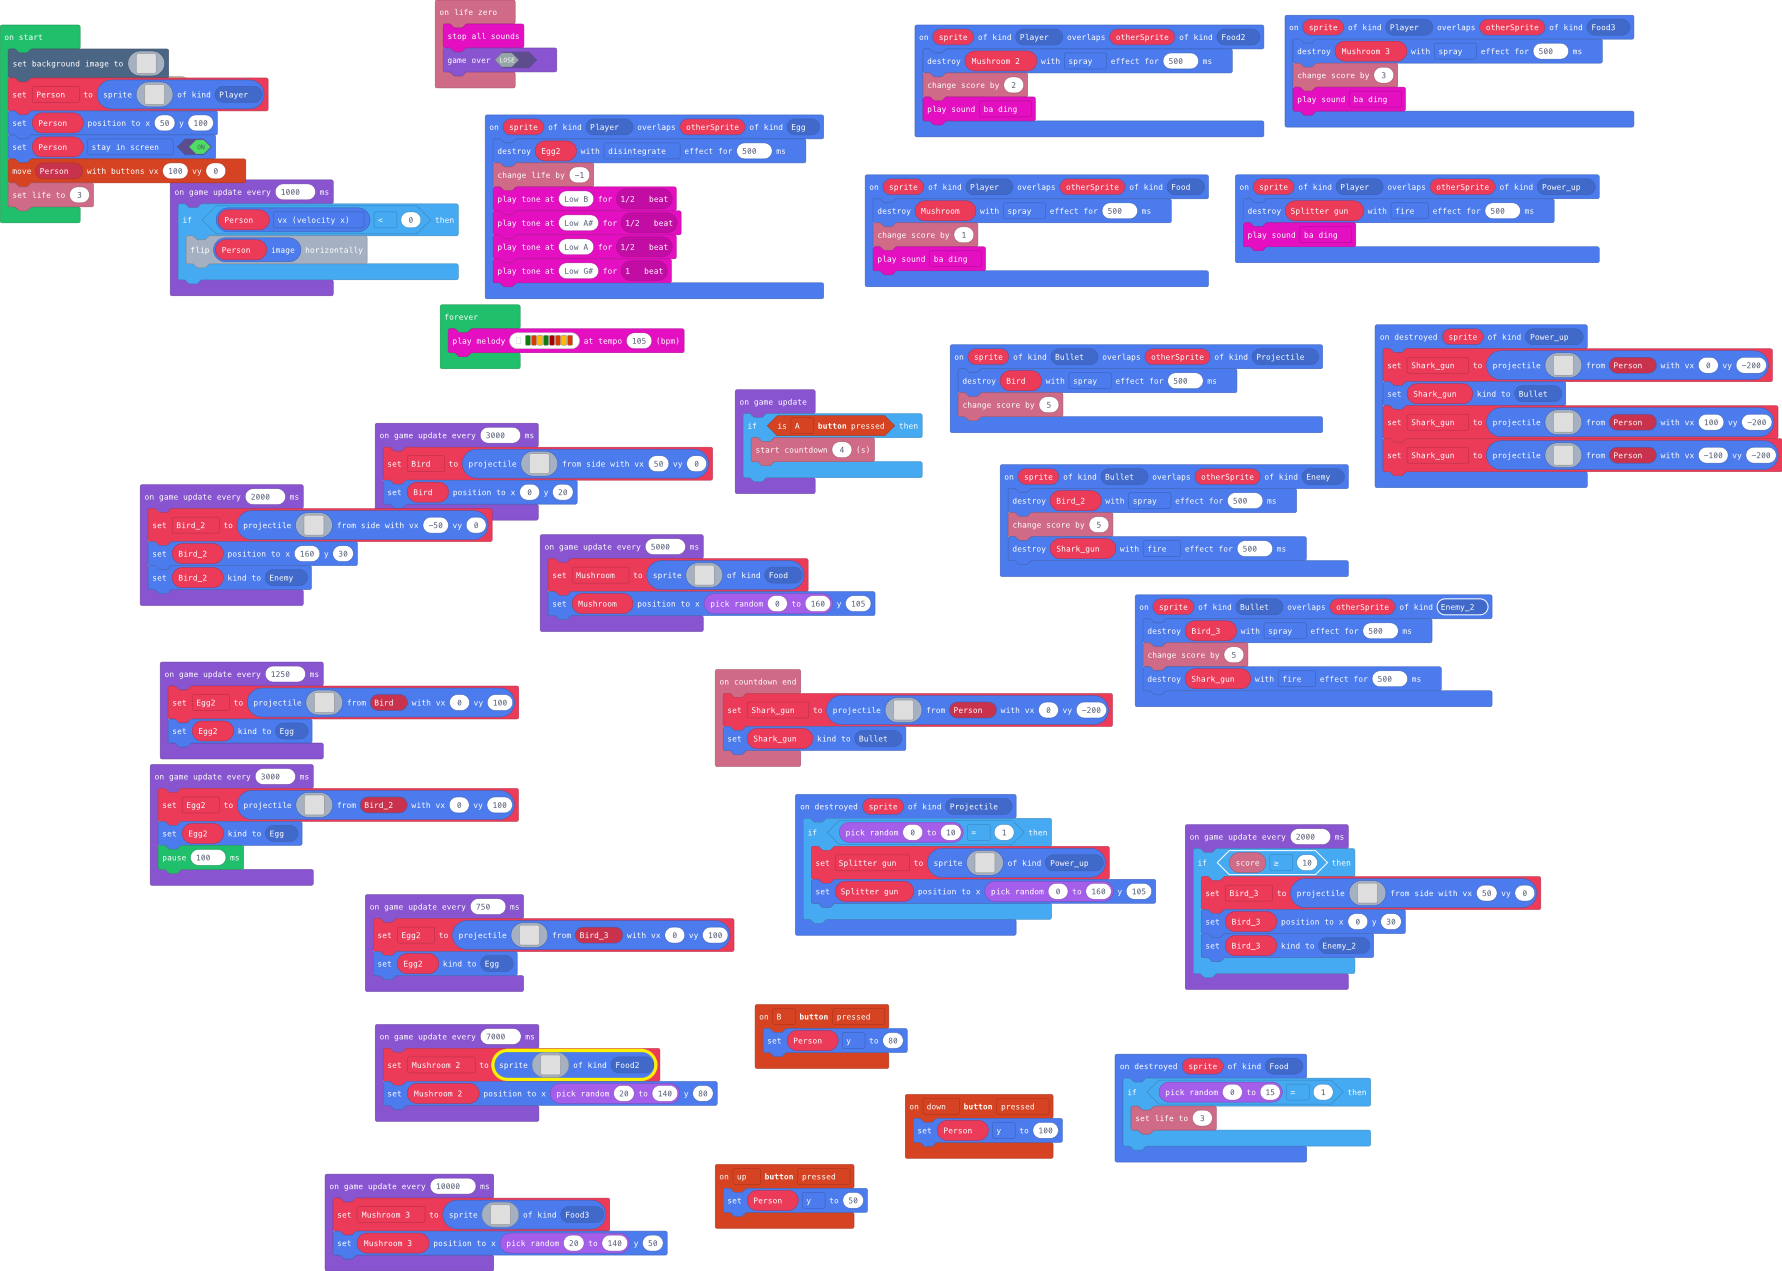 on start
set background image to
set Person to sprite of kind Player
set Person position to x 50 y 100
set Person stay in screen ON
move Person with buttons vx 100 vy 0
set life to 3
on game update every 1000 ms
if Person vx (velocity x) < 0 then
flip Person image horizontally
on life zero
stop all sounds
game over LOSE
on sprite of kind Player overlaps otherSprite of kind Egg
destroy Egg2 with disintegrate effect for 500 ms
change life by -1
play tone at Low B for 1/2 beat
play tone at Low A# for 1/2 beat
play tone at Low A for 1/2 beat
play tone at Low G# for 1 beat
on sprite of kind Player overlaps otherSprite of kind Food2
destroy Mushroom 2 with spray effect for 500 ms
change score by 2
play sound ba ding
on sprite of kind Player overlaps otherSprite of kind Food3
destroy Mushroom 3 with spray effect for 500 ms
change score by 3
play sound ba ding
on sprite of kind Player overlaps otherSprite of kind Food
destroy Mushroom with spray effect for 500 ms
change score by 1
play sound ba ding
on sprite of kind Player overlaps otherSprite of kind Power_up
destroy Splitter gun with fire effect for 500 ms
play sound ba ding
forever
play melody at tempo 105 (bpm)
on sprite of kind Bullet overlaps otherSprite of kind Projectile
destroy Bird with spray effect for 500 ms
change score by 5
on destroyed sprite of kind Power_up
set Shark_gun to projectile from Person with vx 0 vy -200
set Shark_gun kind to Bullet
set Shark_gun to projectile from Person with vx 100 vy -200
set Shark_gun to projectile from Person with vx -100 vy -200
on game update
if is A button pressed then
start countdown 4 (s)
on game update every 3000 ms
set Bird to projectile from side with vx 50 vy 0
set Bird position to x 0 y 20
on game update every 2000 ms
set Bird_2 to projectile from side with vx -50 vy 0
set Bird_2 position to x 160 y 30
set Bird_2 kind to Enemy
on sprite of kind Bullet overlaps otherSprite of kind Enemy
destroy Bird_2 with spray effect for 500 ms
change score by 5
destroy Shark_gun with fire effect for 500 ms
on game update every 5000 ms
set Mushroom to sprite of kind Food
set Mushroom position to x pick random 0 to 160 y 105
on sprite of kind Bullet overlaps otherSprite of kind Enemy_2
destroy Bird_3 with spray effect for 500 ms
change score by 5
destroy Shark_gun with fire effect for 500 ms
on game update every 1250 ms
set Egg2 to projectile from Bird with vx 0 vy 100
set Egg2 kind to Egg
on countdown end
set Shark_gun to projectile from Person with vx 0 vy -200
set Shark_gun kind to Bullet
on game update every 3000 ms
set Egg2 to projectile from Bird_2 with vx 0 vy 100
set Egg2 kind to Egg
pause 100 ms
on destroyed sprite of kind Projectile
if pick random 0 to 10 = 1 then
set Splitter gun to sprite of kind Power_up
set Splitter gun position to x pick random 0 to 160 y 105
on game update every 2000 ms
if score ≥ 10 then
set Bird_3 to projectile from side with vx 50 vy 0
set Bird_3 position to x 0 y 30
set Bird_3 kind to Enemy_2
on game update every 750 ms
set Egg2 to projectile from Bird_3 with vx 0 vy 100
set Egg2 kind to Egg
on B button pressed
set Person y to 80
on game update every 7000 ms
set Mushroom 2 to sprite of kind Food2
set Mushroom 2 position to x pick random 20 to 140 y 80
on down button pressed
set Person y to 100
on destroyed sprite of kind Food
if pick random 0 to 15 = 1 then
set life to 3
on up button pressed
set Person y to 50
on game update every 10000 ms
set Mushroom 3 to sprite of kind Food3
set Mushroom 3 position to x pick random 20 to 140 y 50